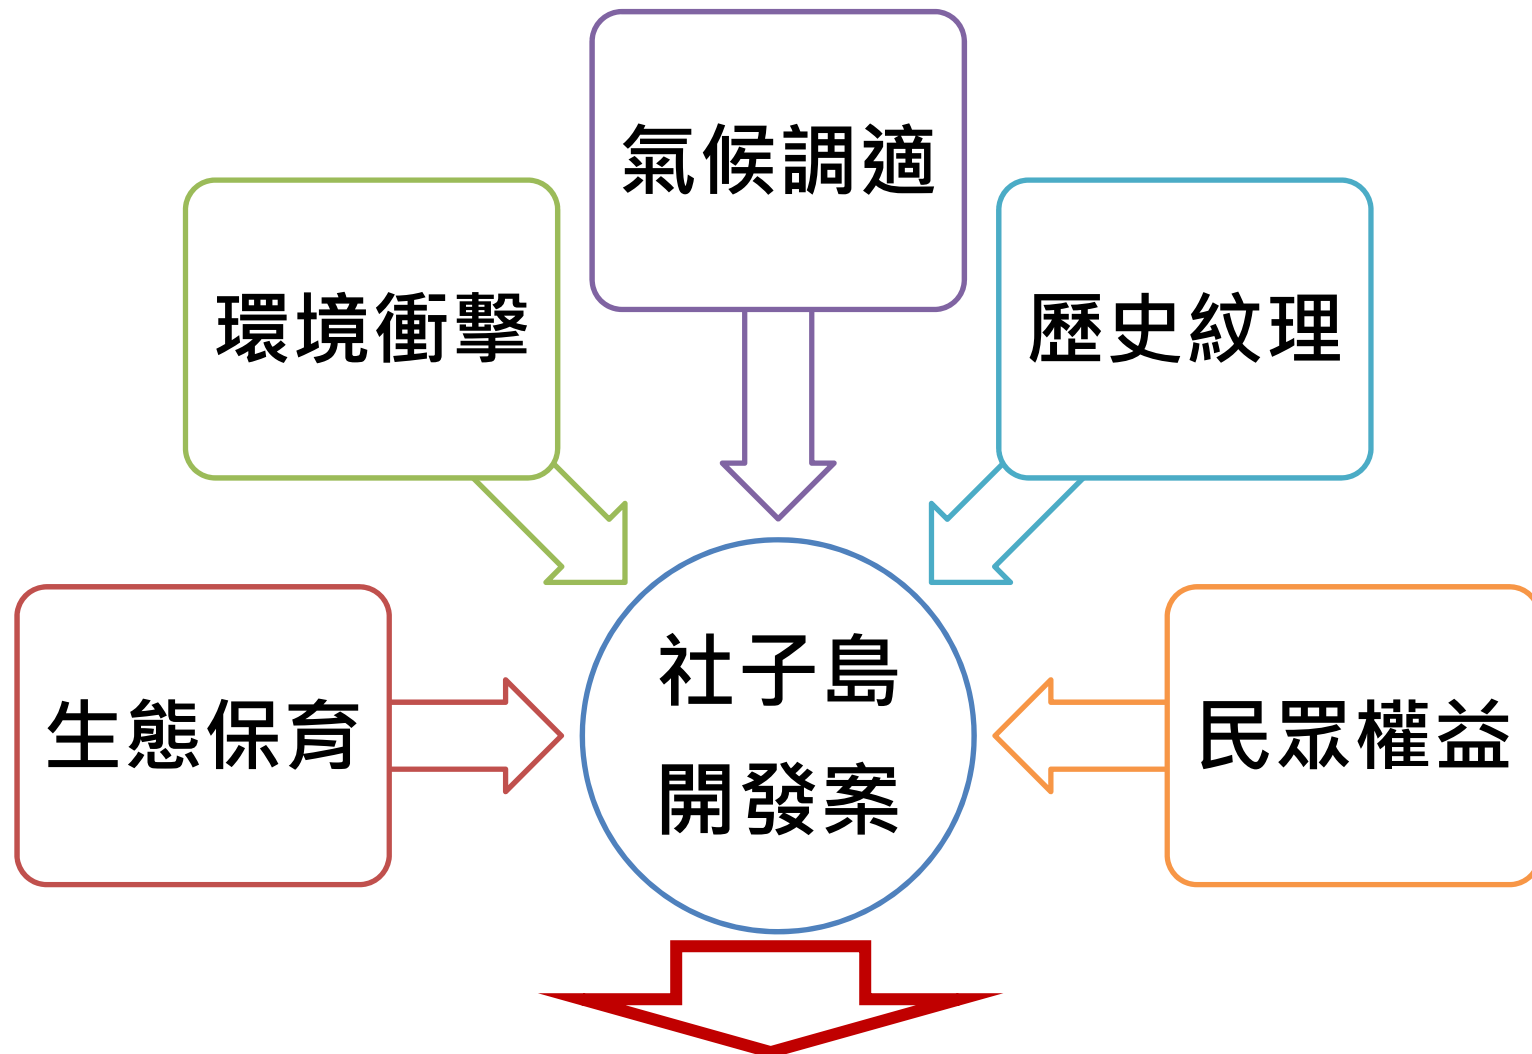 氣候調適
環境衝擊
歷史紋理
生態保育
社子島
開發案
民眾權益